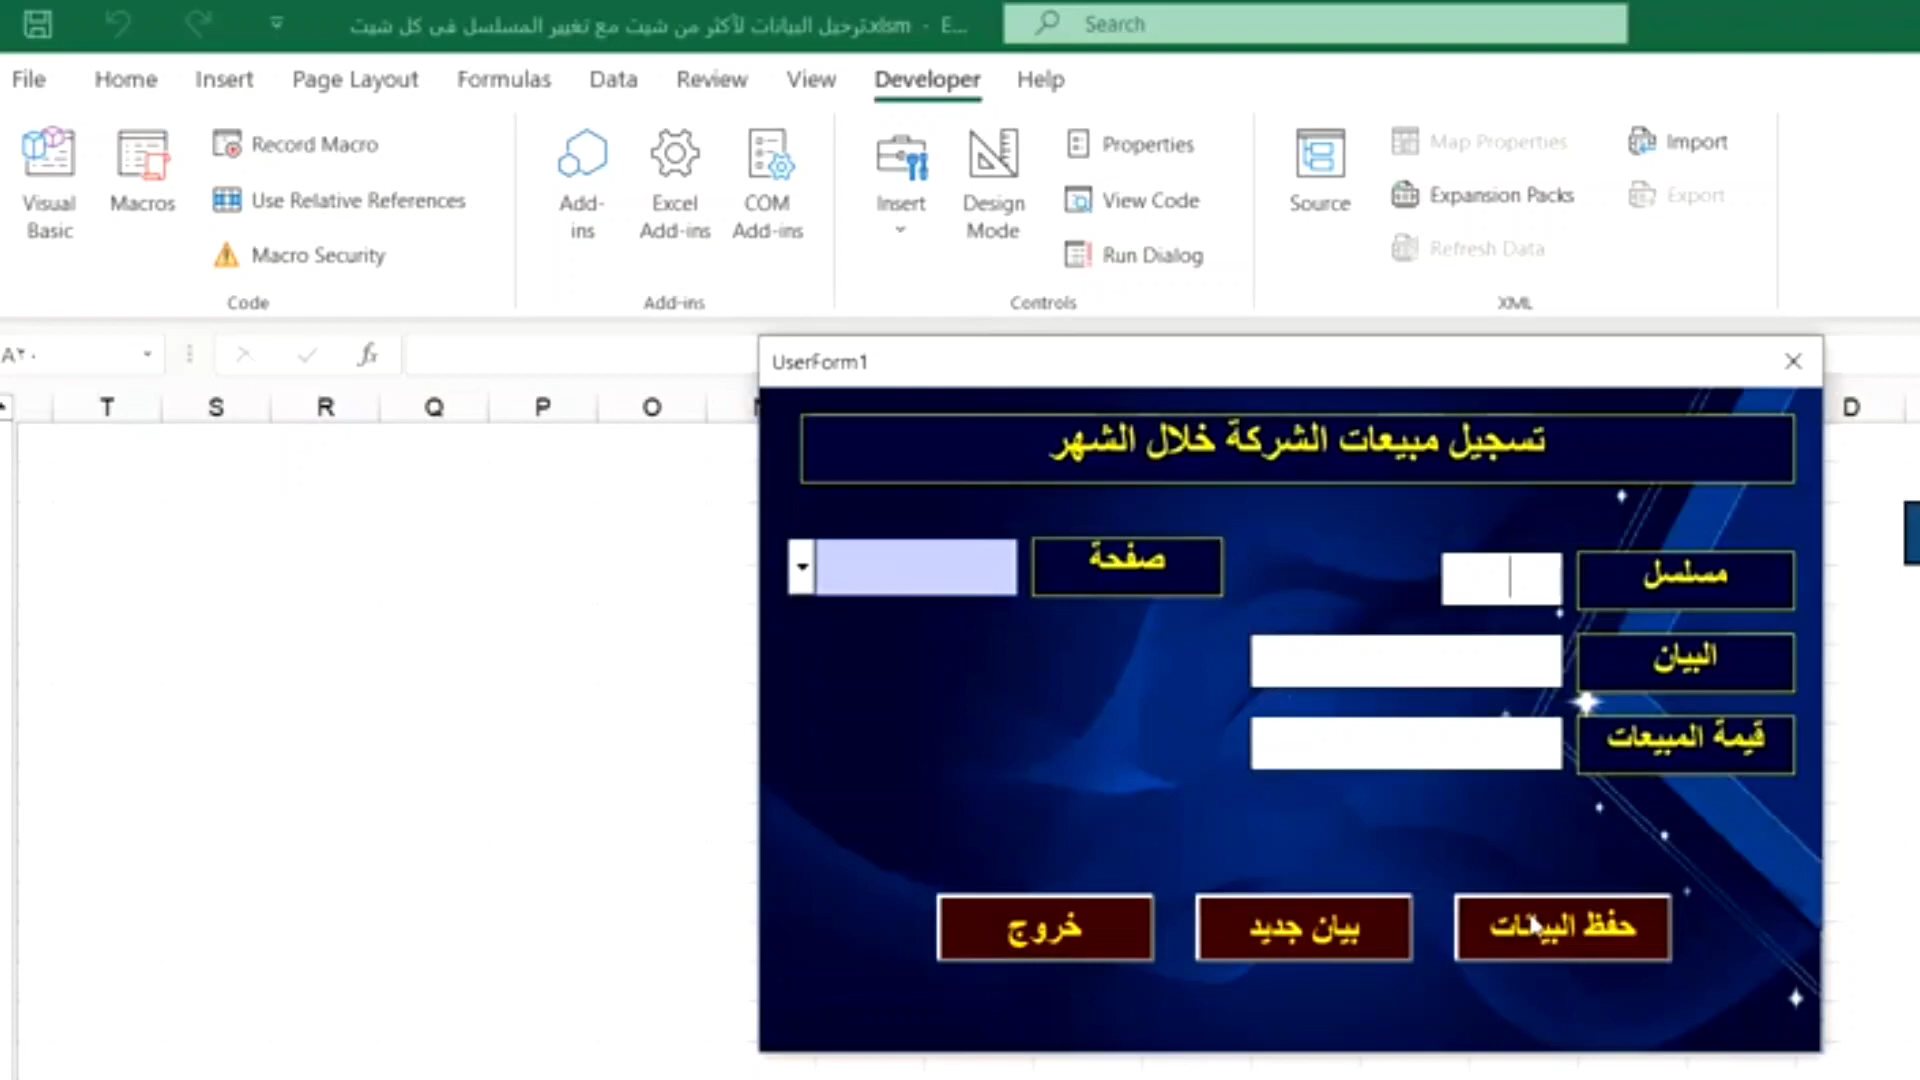 ترحيل البيانات لأكثر من شيت مع تغيير المسلسل فى كل شيت.xlsm - E...
Search
File Home Insert Page Layout Formulas Data Review View Developer Help
Visual Basic
Macros
Record Macro
Use Relative References
Macro Security
Code
Add-ins
Excel Add-ins
COM Add-ins
Add-ins
Insert
Design Mode
Properties
View Code
Run Dialog
Controls
Source
Map Properties
Expansion Packs
Refresh Data
Import
Export
XML
A٢٠
fx
T S R Q P O D
UserForm1
تسجيل مبيعات الشركة خلال الشهر
مسلسل
صفحة
البيان
قيمة المبيعات
حفظ البيانات
بيان جديد
خروج